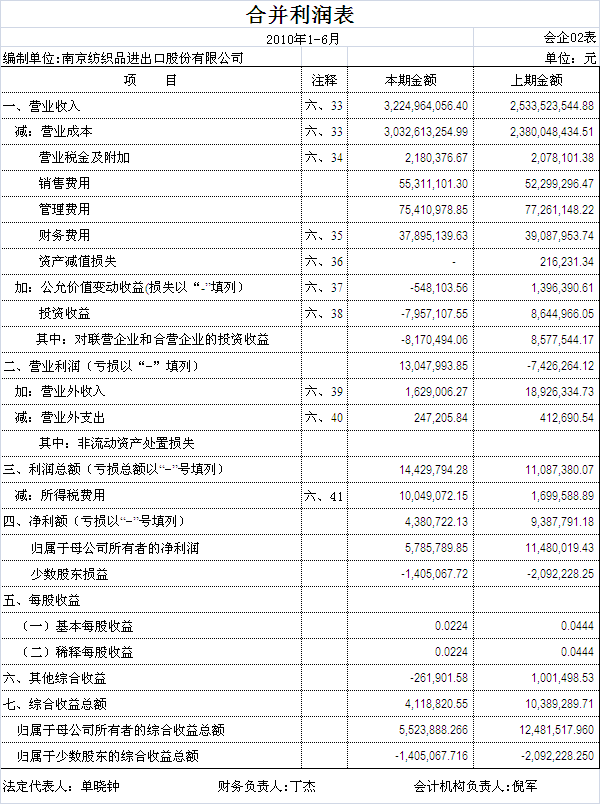 合并利润表
2010年1-6月 会企02表
编制单位:南京纺织品进出口股份有限公司 单位：元
项 目 注释 本期金额 上期金额
一、营业收入 六、33 3,224,964,056.40 2,533,523,544.88
减：营业成本 六、33 3,032,613,254.99 2,380,048,434.51
营业税金及附加 六、34 2,180,376.67 2,078,101.38
销售费用 55,311,101.30 52,299,296.47
管理费用 75,410,978.85 77,261,148.22
财务费用 六、35 37,895,139.63 39,087,953.74
资产减值损失 六、36 - 216,231.34
加：公允价值变动收益(损失以“-”填列） 六、37 -548,103.56 1,396,390.61
投资收益 六、38 -7,957,107.55 8,644,966.05
其中：对联营企业和合营企业的投资收益 -8,170,494.06 8,577,544.17
二、营业利润（亏损以“-”填列） 13,047,993.85 -7,426,264.12
加：营业外收入 六、39 1,629,006.27 18,926,334.73
减：营业外支出 六、40 247,205.84 412,690.54
其中：非流动资产处置损失
三、利润总额（亏损总额以“-”号填列） 14,429,794.28 11,087,380.07
减：所得税费用 六、41 10,049,072.15 1,699,588.89
四、净利额（亏损以“-”号填列） 4,380,722.13 9,387,791.18
归属于母公司所有者的净利润 5,785,789.85 11,480,019.43
少数股东损益 -1,405,067.72 -2,092,228.25
五、每股收益
（一）基本每股收益 0.0224 0.0444
（二）稀释每股收益 0.0224 0.0444
六、其他综合收益 -261,901.58 1,001,498.53
七、综合收益总额 4,118,820.55 10,389,289.71
归属于母公司所有者的综合收益总额 5,523,888.266 12,481,517.960
归属于少数股东的综合收益总额 -1,405,067.716 -2,092,228.250
法定代表人：单晓钟 财务负责人:丁杰 会计机构负责人:倪军